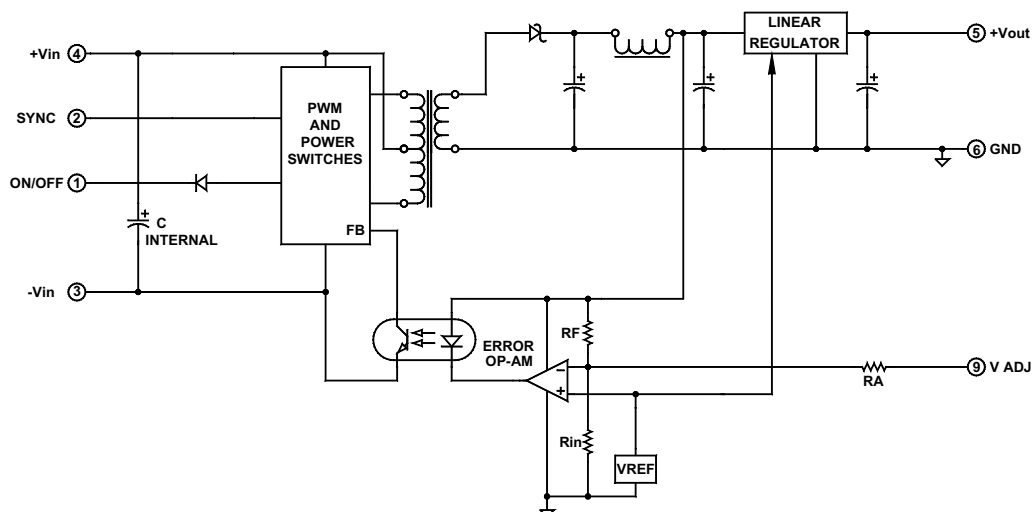 LINEAR
REGULATOR
5 +Vout
+Vin 4
PWM
AND
POWER
SWITCHES
SYNC 2
6 GND
ON/OFF 1
+
C
INTERNAL
FB
-Vin 3
+
+
+
RF
ERROR
OP-AM
–
+
9 V ADJ
RA
Rin
VREF